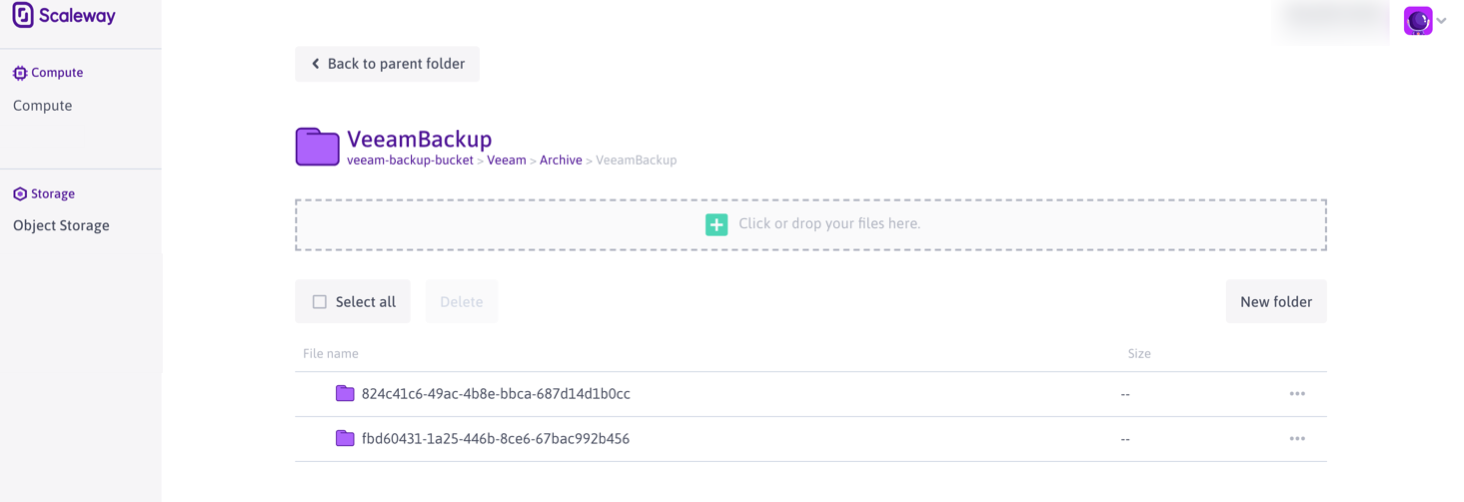 Scaleway
Compute
Compute
Storage
Object Storage
Back to parent folder
VeeamBackup
veeam-backup-bucket > Veeam > Archive > VeeamBackup
Click or drop your files here.
Select all Delete New folder
File name Size
824c41c6-49ac-4b8e-bbca-687d14d1b0cc --
fbd60431-1a25-446b-8ce6-67bac992b456 --